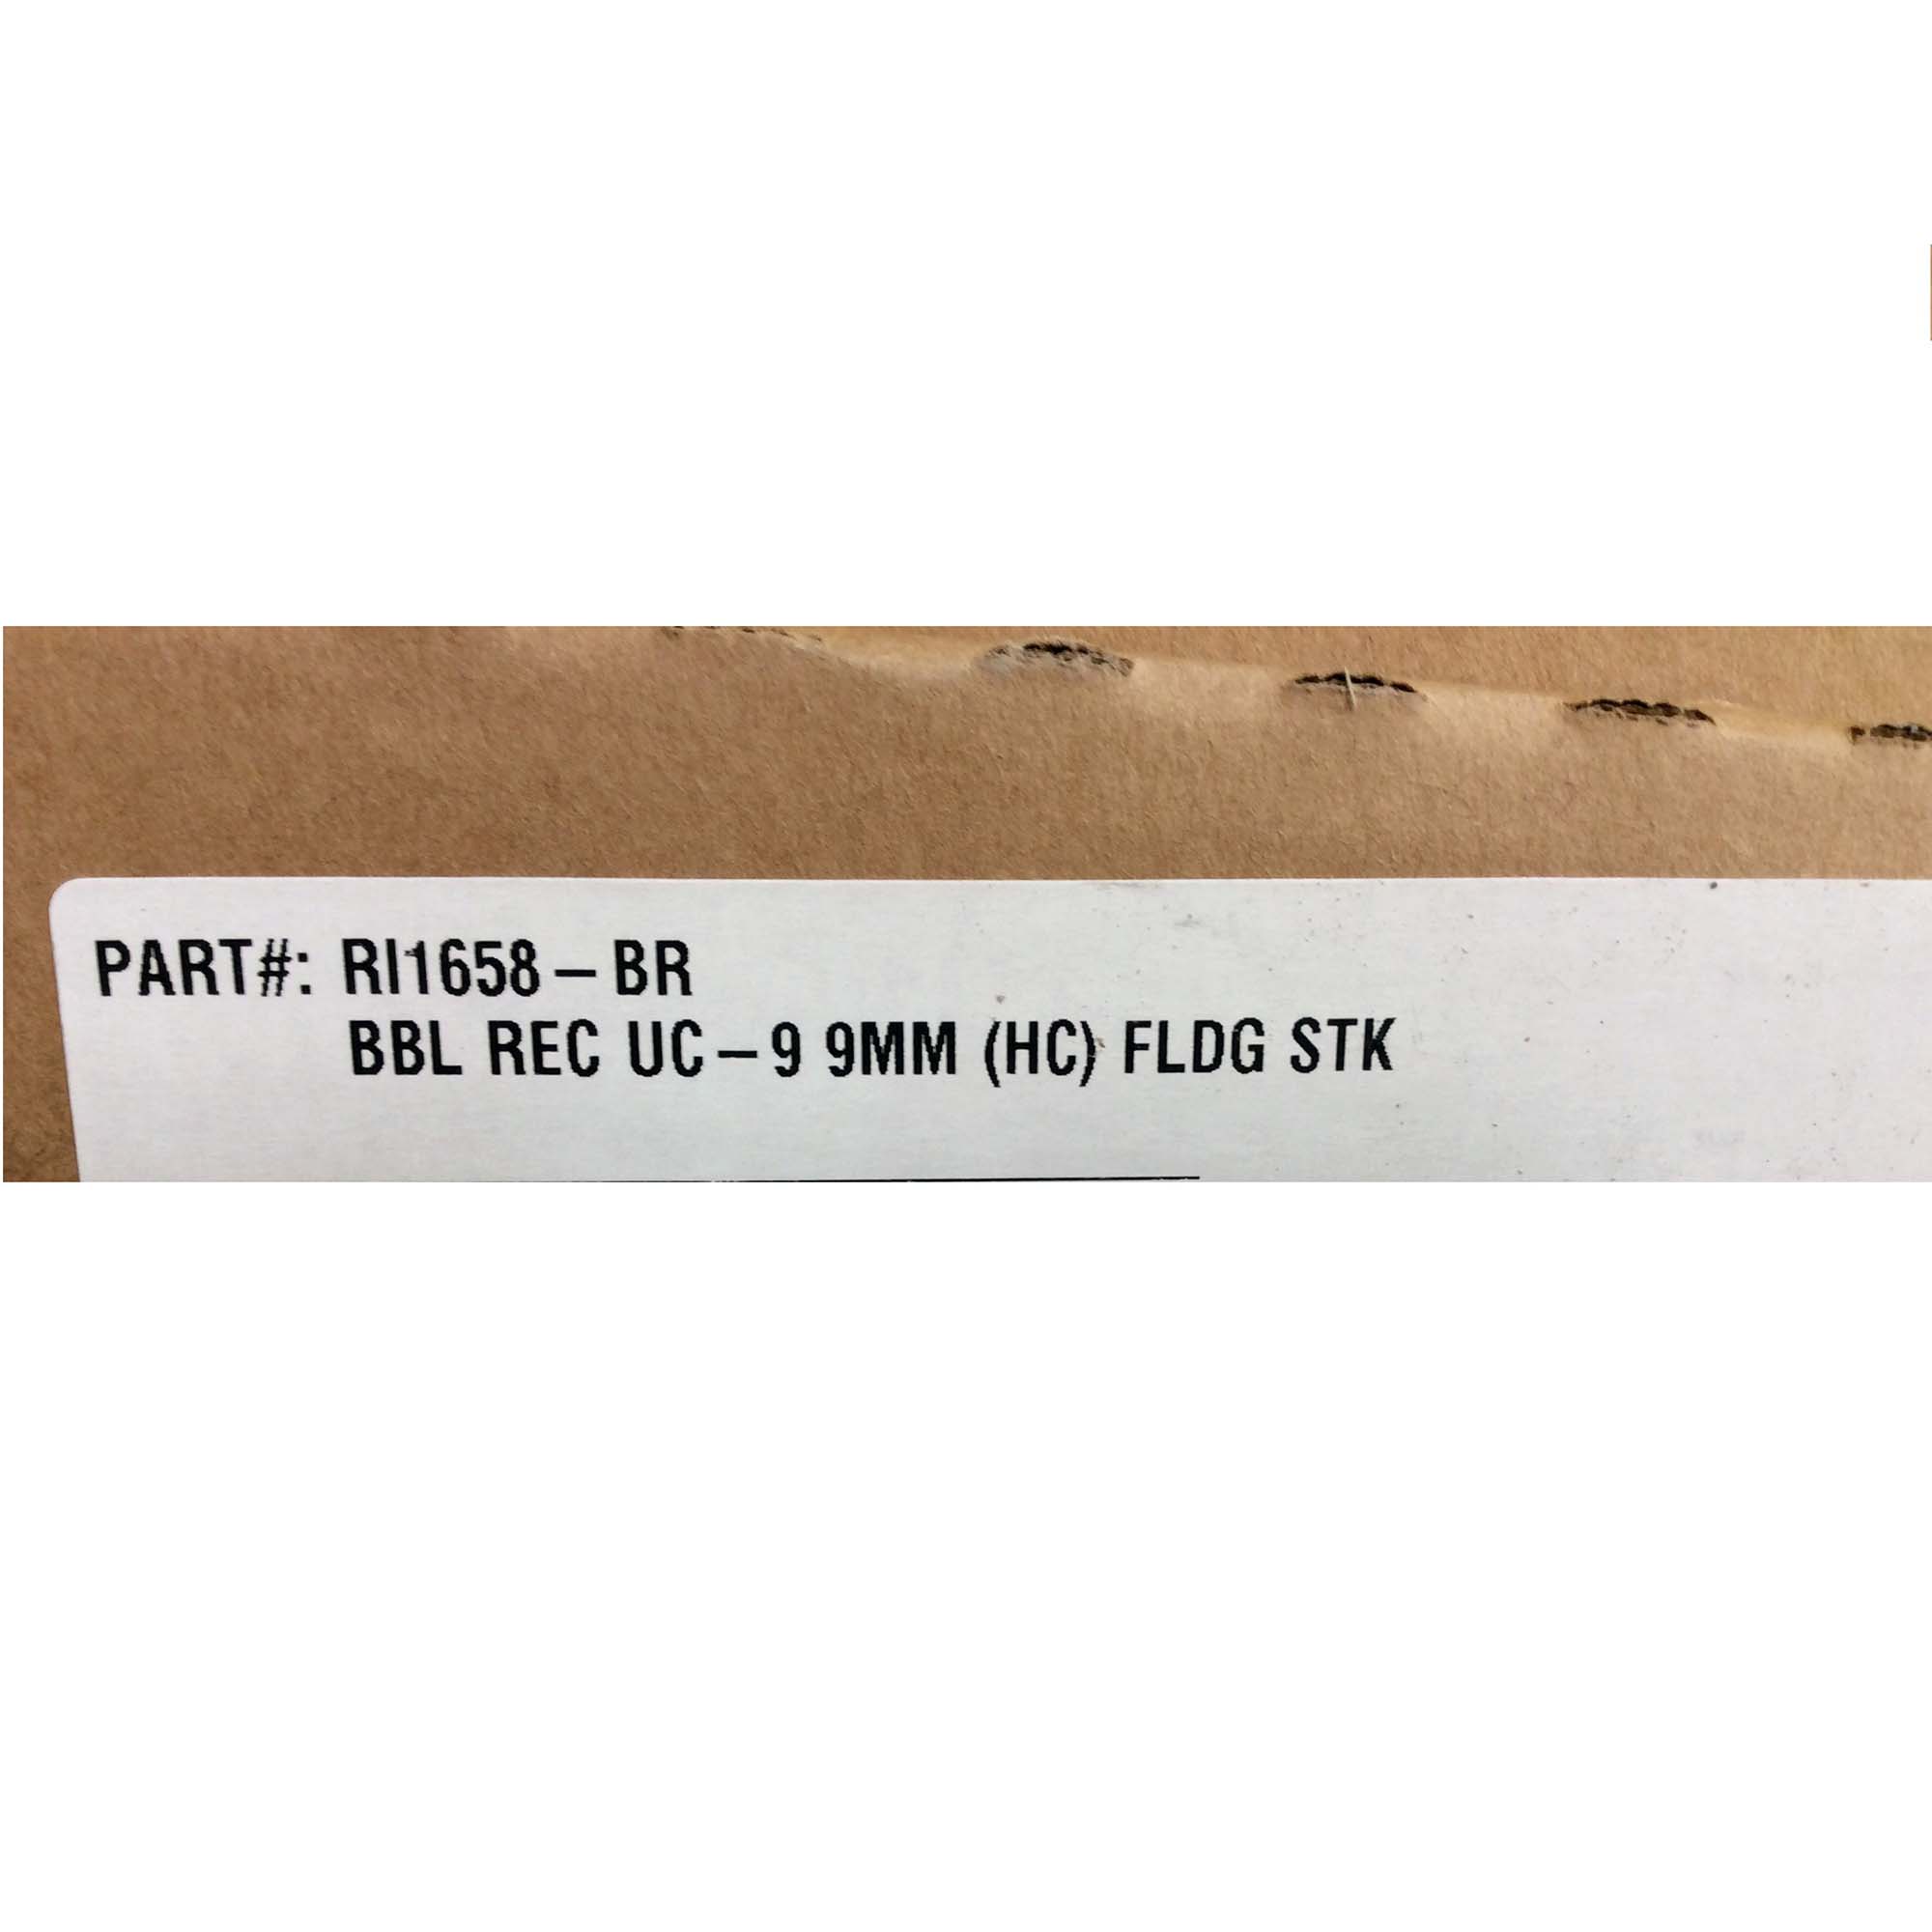 PART#: RI1658-BR
BBL REC UC-9 9MM (HC) FLDG STK